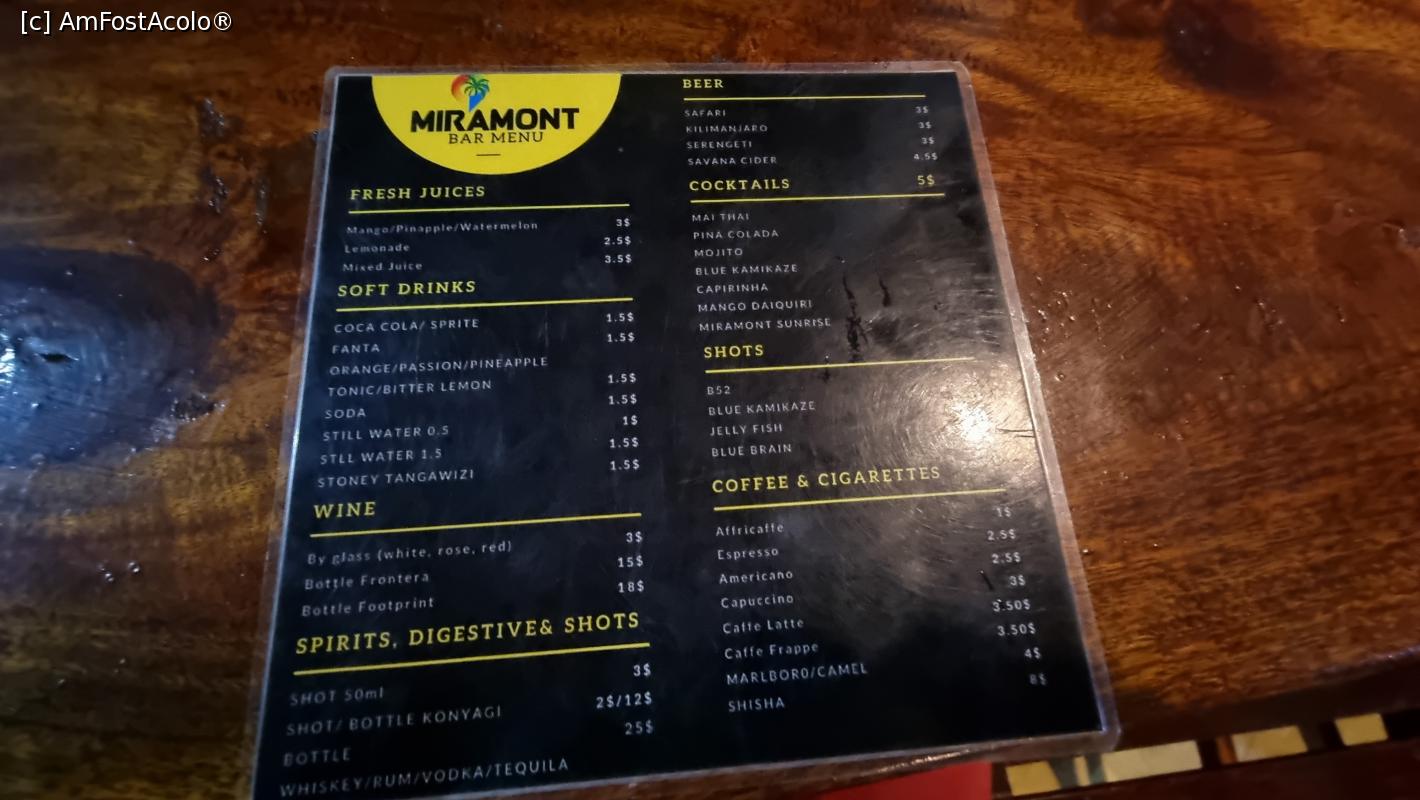 [c] AmFostAcolo®
MIRAMONT
BAR MENU
FRESH JUICES
Mango/Pinapple/Watermelon 3$
Lemonade 2.5$
Mixed Juice 3.5$
SOFT DRINKS
COCA COLA/ SPRITE 1.5$
FANTA 1.5$
ORANGE/PASSION/PINEAPPLE
TONIC/BITTER LEMON 1.5$
SODA 1.5$
STILL WATER 0.5 1$
STLL WATER 1.5 1.5$
STONEY TANGAWIZI 1.5$
WINE
By glass (white, rose, red) 3$
Bottle Frontera 15$
Bottle Footprint 18$
SPIRITS, DIGESTIVE& SHOTS
SHOT 50ml 3$
SHOT/ BOTTLE KONYAGI 2$/12$
BOTTLE 25$
WHISKEY/RUM/VODKA/TEQUILA
BEER
SAFARI 3$
KILIMANJARO 3$
SERENGETI 3$
SAVANA CIDER 4.5$
COCKTAILS 5$
MAI THAI
PINA COLADA
MOJITO
BLUE KAMIKAZE
CAPIRINHA
MANGO DAIQUIRI
MIRAMONT SUNRISE
SHOTS
B52
BLUE KAMIKAZE
JELLY FISH
BLUE BRAIN
COFFEE & CIGARETTES
Affricaffe 1$
Espresso 2.5$
Americano 2.5$
Capuccino 3$
Caffe Latte 3.50$
Caffe Frappe 3.50$
MARLBORO/CAMEL 4$
SHISHA 8$